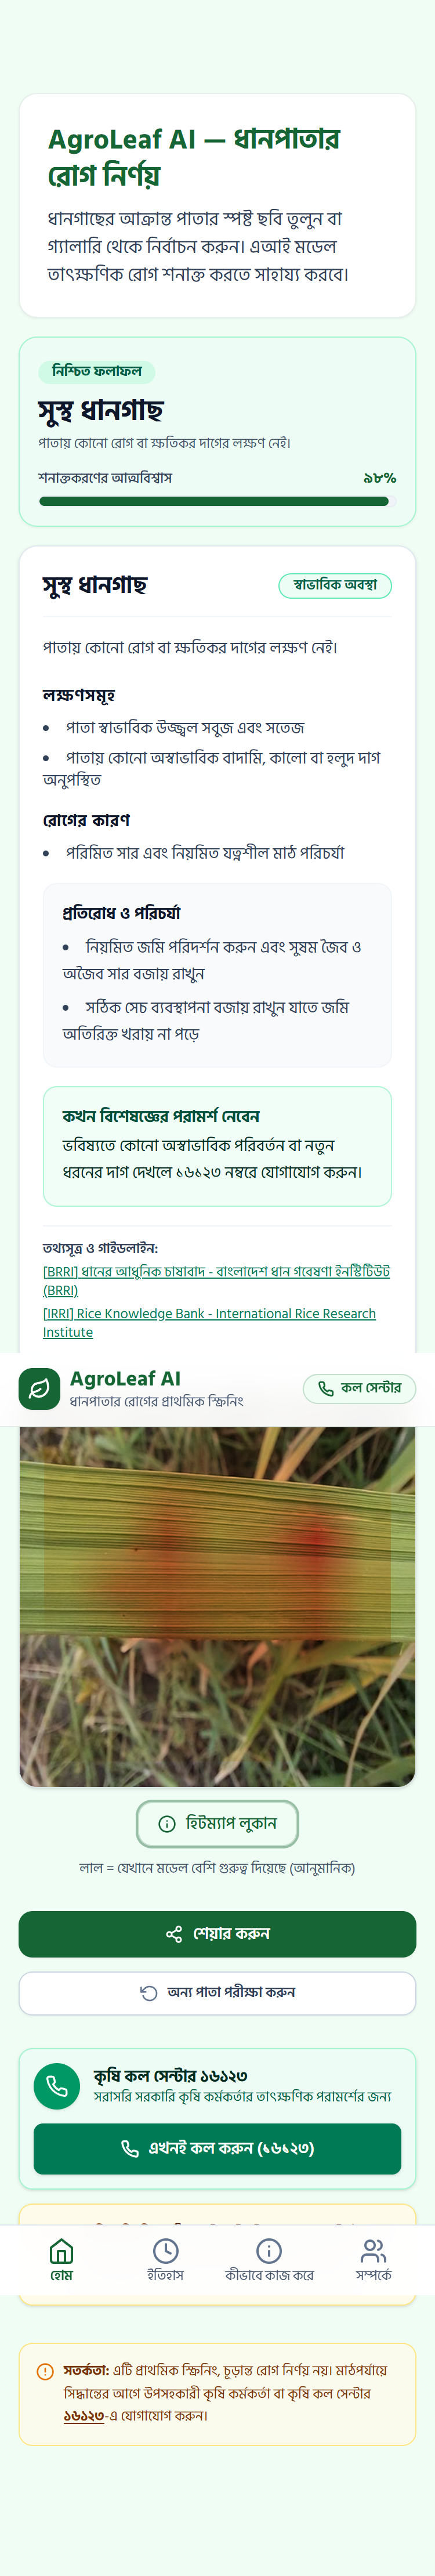 AgroLeaf AI — ধানপাতার
রোগ নির্ণয়
ধানগাছের আক্রান্ত পাতার স্পষ্ট ছবি তুলুন বা
গ্যালারি থেকে নির্বাচন করুন। এআই মডেল
তাৎক্ষণিক রোগ শনাক্ত করতে সাহায্য করবে।
নিশ্চিত ফলাফল
সুস্থ ধানগাছ
পাতায় কোনো রোগ বা ক্ষতিকর দাগের লক্ষণ নেই।
শনাক্তকরণের আত্মবিশ্বাস ৯৮%
সুস্থ ধানগাছ
স্বাভাবিক অবস্থা
পাতায় কোনো রোগ বা ক্ষতিকর দাগের লক্ষণ নেই।
লক্ষণসমূহ
• পাতা স্বাভাবিক উজ্জ্বল সবুজ এবং সতেজ
• পাতায় কোনো অস্বাভাবিক বাদামি, কালো বা হলুদ দাগ
অনুপস্থিত
রোগের কারণ
• পরিমিত সার এবং নিয়মিত যত্নশীল মাঠ পরিচর্যা
প্রতিরোধ ও পরিচর্যা
• নিয়মিত জমি পরিদর্শন করুন এবং সুষম জৈব ও
অজৈব সার বজায় রাখুন
• সঠিক সেচ ব্যবস্থাপনা বজায় রাখুন যাতে জমি
অতিরিক্ত খরায় না পড়ে
কখন বিশেষজ্ঞের পরামর্শ নেবেন
ভবিষ্যতে কোনো অস্বাভাবিক পরিবর্তন বা নতুন
ধরনের দাগ দেখলে ১৬১২৩ নম্বরে যোগাযোগ করুন।
তথ্যসূত্র ও গাইডলাইন:
[BRRI] ধানের আধুনিক চাষাবাদ - বাংলাদেশ ধান গবেষণা ইনস্টিটিউট
(BRRI)
[IRRI] Rice Knowledge Bank - International Rice Research
Institute
AgroLeaf AI
ধানপাতার রোগের প্রাথমিক স্ক্রিনিং
কল সেন্টার
হিটম্যাপ লুকান
লাল = যেখানে মডেল বেশি গুরুত্ব দিয়েছে (আনুমানিক)
শেয়ার করুন
অন্য পাতা পরীক্ষা করুন
কৃষি কল সেন্টার ১৬১২৩
সরাসরি সরকারি কৃষি কর্মকর্তার তাৎক্ষণিক পরামর্শের জন্য
এখনই কল করুন (১৬১২৩)
হোম
ইতিহাস
কীভাবে কাজ করে
সম্পর্কে
সতর্কতা: এটি প্রাথমিক স্ক্রিনিং, চূড়ান্ত রোগ নির্ণয় নয়। মাঠপর্যায়ে
সিদ্ধান্তের আগে উপসহকারী কৃষি কর্মকর্তা বা কৃষি কল সেন্টার
১৬১২৩-এ যোগাযোগ করুন।